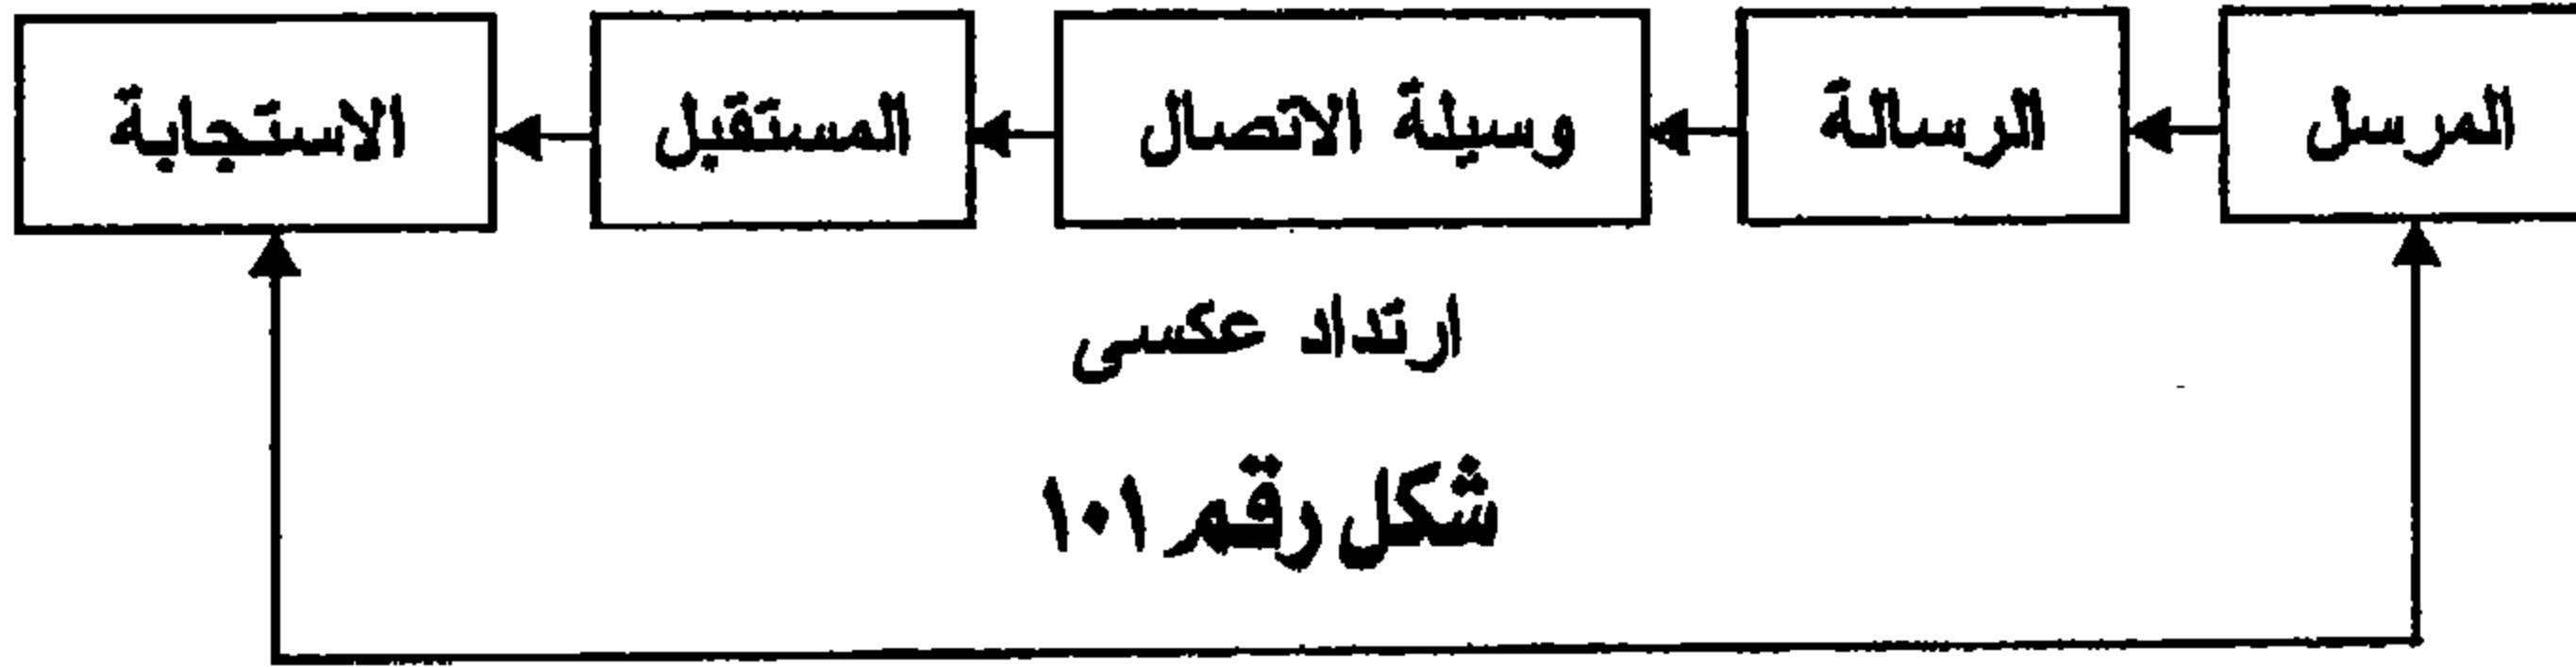 المرسل
الرسالة
وسيلة الاتصال
المستقبل
الاستجابة
ارتداد عكسى
شكل رقم ١٠١